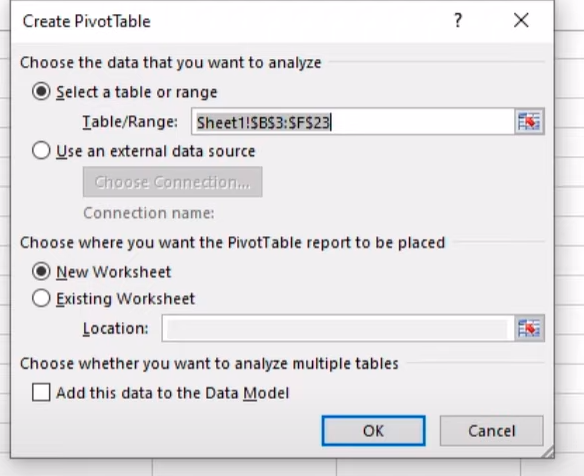 Create PivotTable
?
Choose the data that you want to analyze
Select a table or range
Table/Range: Sheet1!$B$3:$F$23
Use an external data source
Choose Connection...
Connection name:
Choose where you want the PivotTable report to be placed
New Worksheet
Existing Worksheet
Location:
Choose whether you want to analyze multiple tables
Add this data to the Data Model
OK Cancel